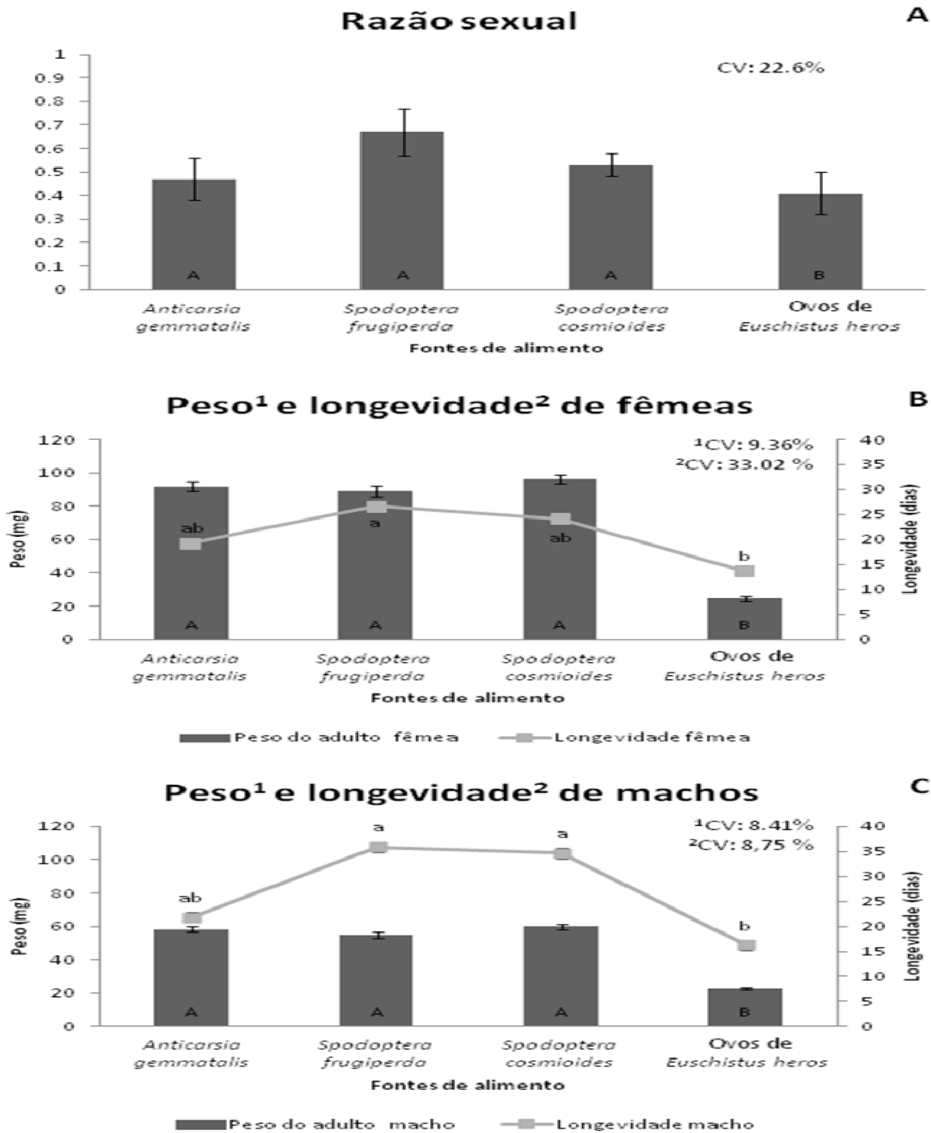 Razão sexual
A
CV: 22.6%
1
0.9
0.8
0.7
0.6
0.5
0.4
0.3
0.2
0.1
0
A A A B
Anticarsia gemmatalis
Spodoptera frugiperda
Spodoptera cosmioides
Ovos de Euschistus heros
Fontes de alimento
Peso¹ e longevidade² de fêmeas
B
¹CV: 9.36%
²CV: 33.02 %
Peso (mg)
120
100
80
60
40
20
0
Longevidade (dias)
40
35
30
25
20
15
10
5
0
ab a ab b
A A A B
Anticarsia gemmatalis
Spodoptera frugiperda
Spodoptera cosmioides
Ovos de Euschistus heros
Fontes de alimento
Peso do adulto fêmea
Longevidade fêmea
Peso¹ e longevidade² de machos
C
¹CV: 8.41%
²CV: 8,75 %
Peso (mg)
120
100
80
60
40
20
0
Longevidade (dias)
40
35
30
25
20
15
10
5
0
ab a a b
A A A B
Anticarsia gemmatalis
Spodoptera frugiperda
Spodoptera cosmioides
Ovos de Euschistus heros
Fontes de alimento
Peso do adulto macho
Longevidade macho